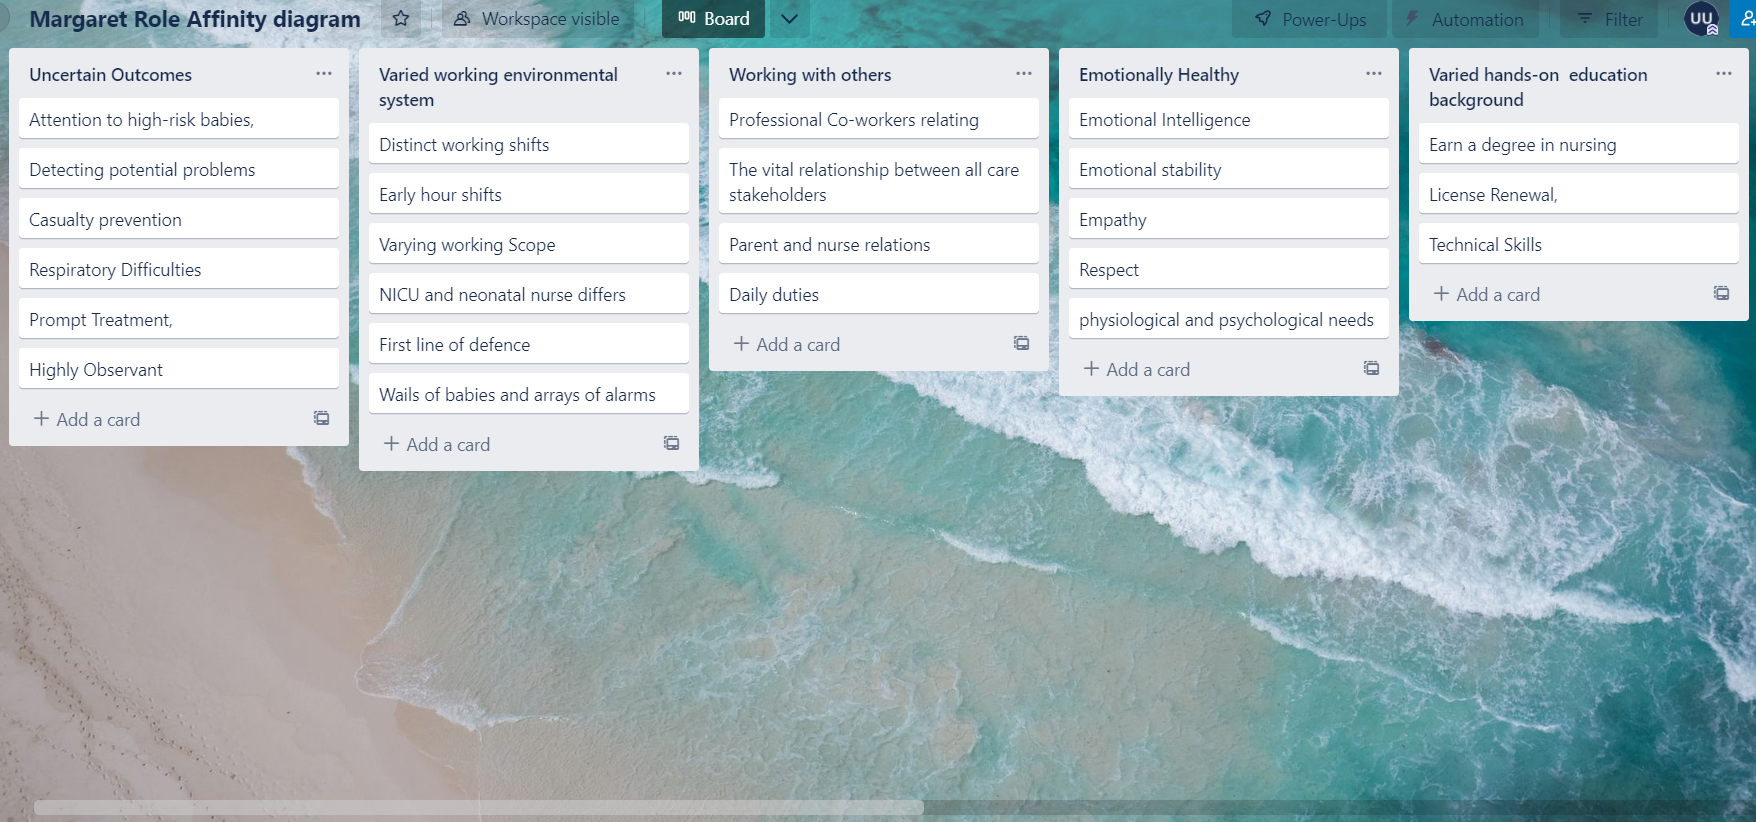 Margaret Role Affinity diagram
Workspace visible
Board
Power-Ups
Automation
Filter
UU
Uncertain Outcomes
Attention to high-risk babies,
Detecting potential problems
Casualty prevention
Respiratory Difficulties
Prompt Treatment,
Highly Observant
+ Add a card
Varied working environmental
system
Distinct working shifts
Early hour shifts
Varying working Scope
NICU and neonatal nurse differs
First line of defence
Wails of babies and arrays of alarms
+ Add a card
Working with others
Professional Co-workers relating
The vital relationship between all care
stakeholders
Parent and nurse relations
Daily duties
+ Add a card
Emotionally Healthy
Emotional Intelligence
Emotional stability
Empathy
Respect
physiological and psychological needs
+ Add a card
Varied hands-on  education
background
Earn a degree in nursing
License Renewal,
Technical Skills
+ Add a card